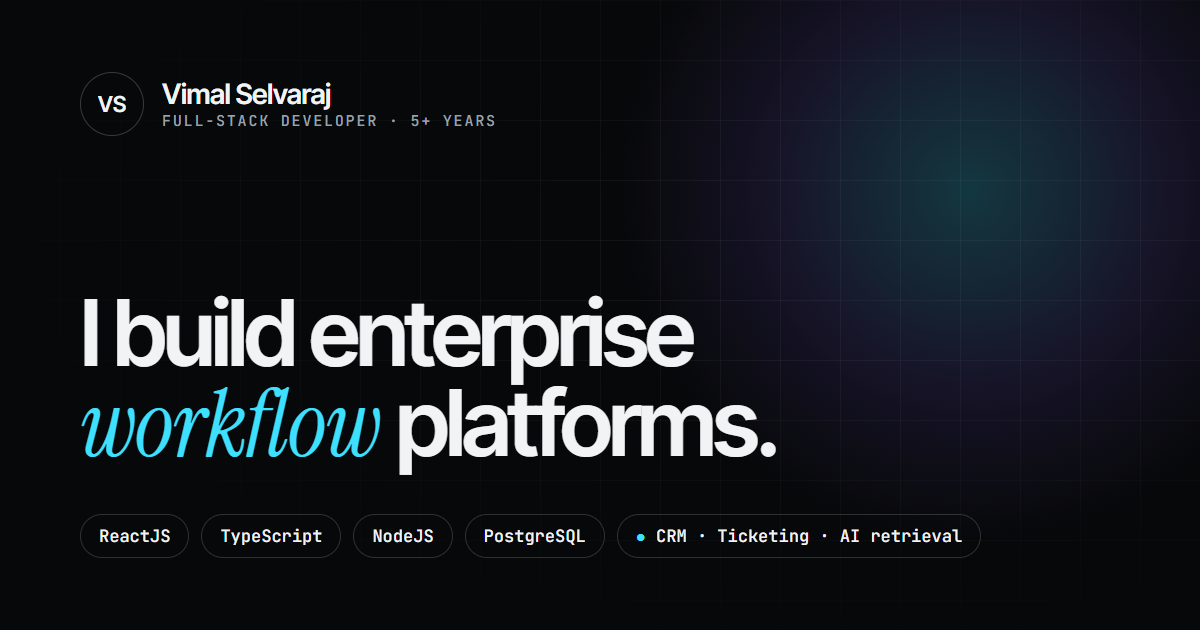 VS
Vimal Selvaraj
FULL-STACK DEVELOPER · 5+ YEARS
I build enterprise
workflow platforms.
ReactJS
TypeScript
NodeJS
PostgreSQL
● CRM · Ticketing · AI retrieval